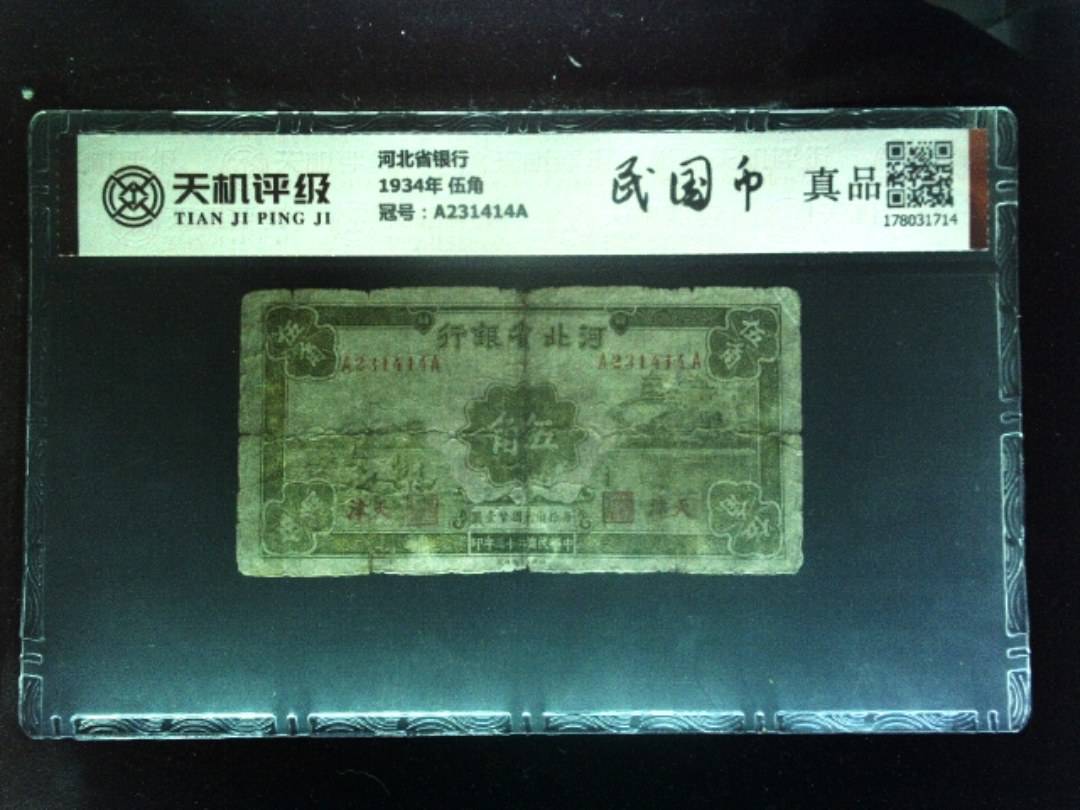 天机评级
TIAN JI PING JI
河北省银行
1934年 伍角
冠号：A231414A
民国币
真品
178031714
行銀省北河
A231414A
A231414A
角伍
津天
津天